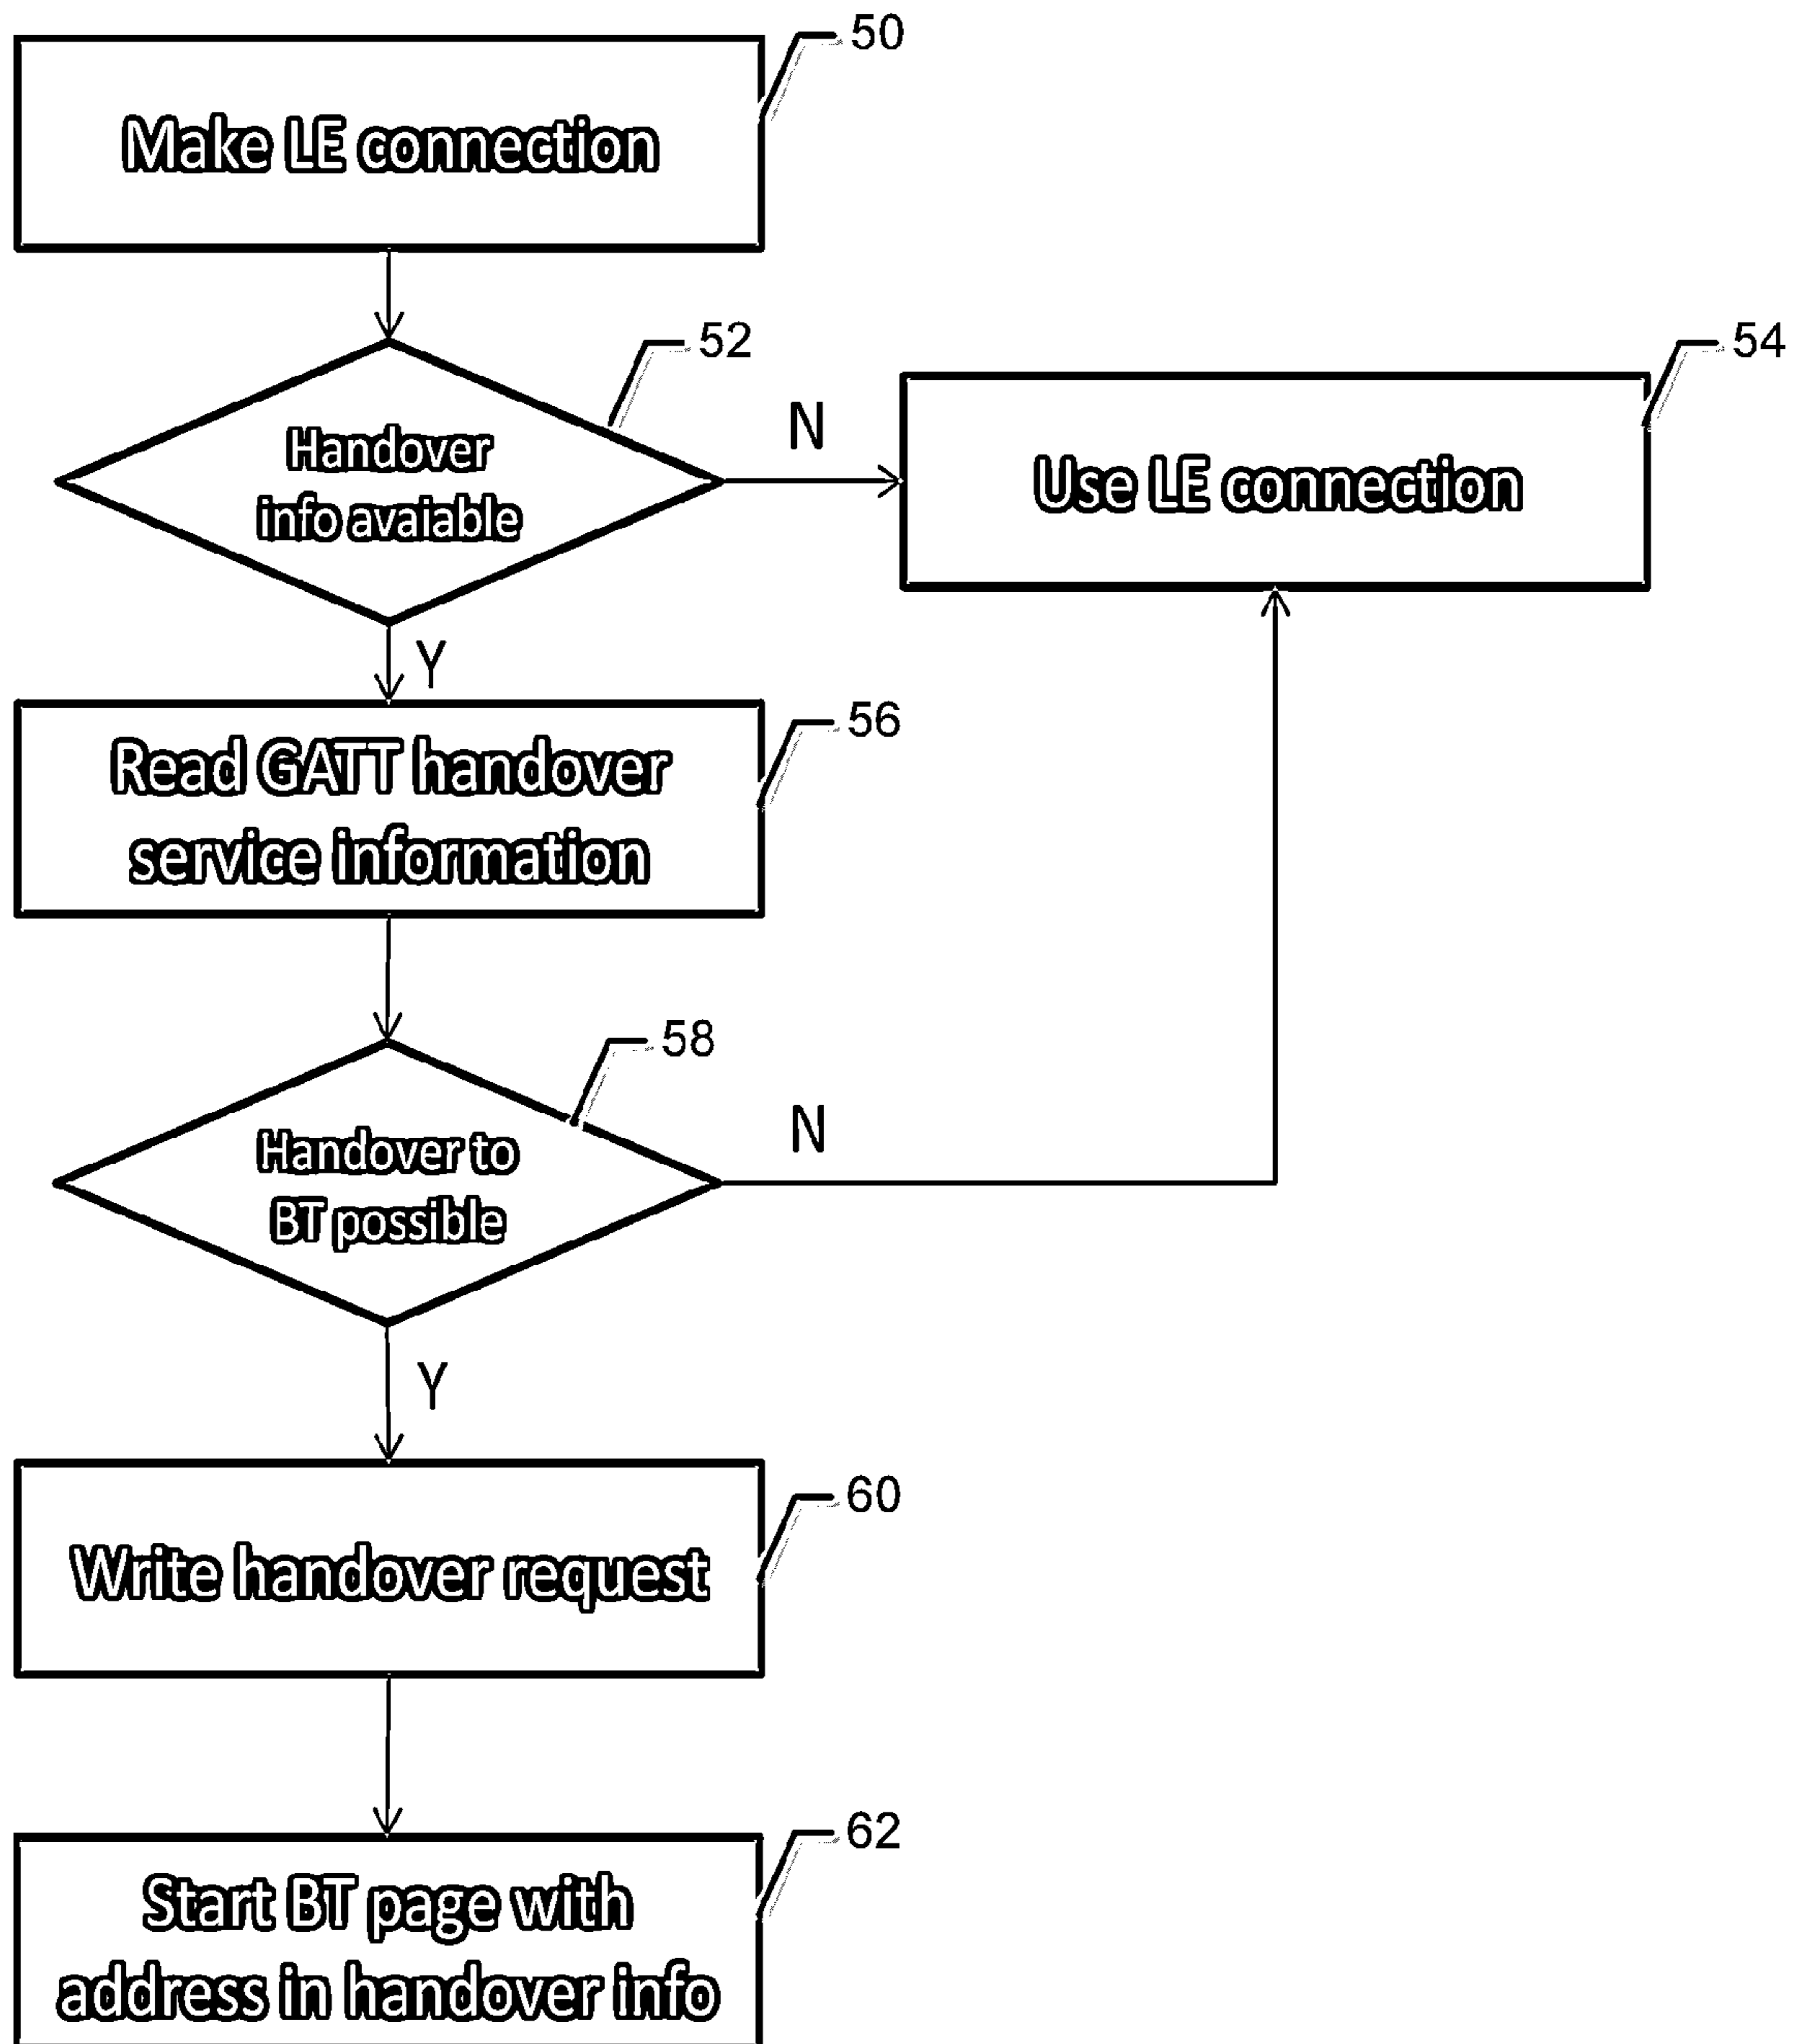 50
Make LE connection
52
54
Handover
info avaiable
N
Use LE connection
Y
56
Read GATT handover
service information
58
Handover to
BT possible
N
Y
60
Write handover request
62
Start BT page with
address in handover info